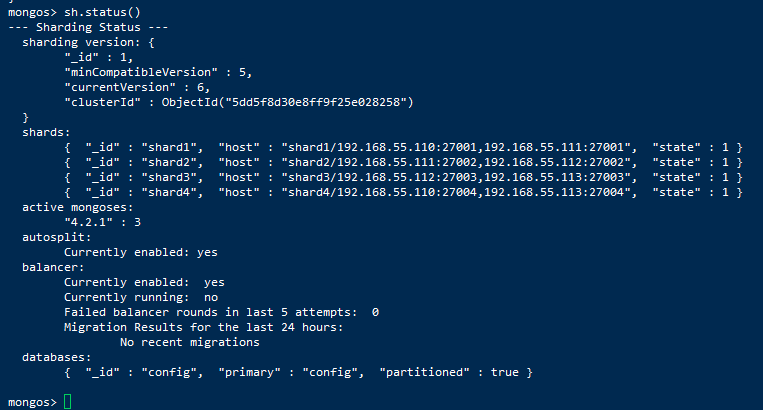 }
mongos> sh.status()
--- Sharding Status ---
  sharding version: {
        "_id" : 1,
        "minCompatibleVersion" : 5,
        "currentVersion" : 6,
        "clusterId" : ObjectId("5dd5f8d30e8ff9f25e028258")
  }
  shards:
        {  "_id" : "shard1",  "host" : "shard1/192.168.55.110:27001,192.168.55.111:27001",  "state" : 1 }
        {  "_id" : "shard2",  "host" : "shard2/192.168.55.111:27002,192.168.55.112:27002",  "state" : 1 }
        {  "_id" : "shard3",  "host" : "shard3/192.168.55.112:27003,192.168.55.113:27003",  "state" : 1 }
        {  "_id" : "shard4",  "host" : "shard4/192.168.55.110:27004,192.168.55.113:27004",  "state" : 1 }
  active mongoses:
        "4.2.1" : 3
  autosplit:
        Currently enabled: yes
  balancer:
        Currently enabled:  yes
        Currently running:  no
        Failed balancer rounds in last 5 attempts:  0
        Migration Results for the last 24 hours:
                No recent migrations
  databases:
        {  "_id" : "config",  "primary" : "config",  "partitioned" : true }
mongos>